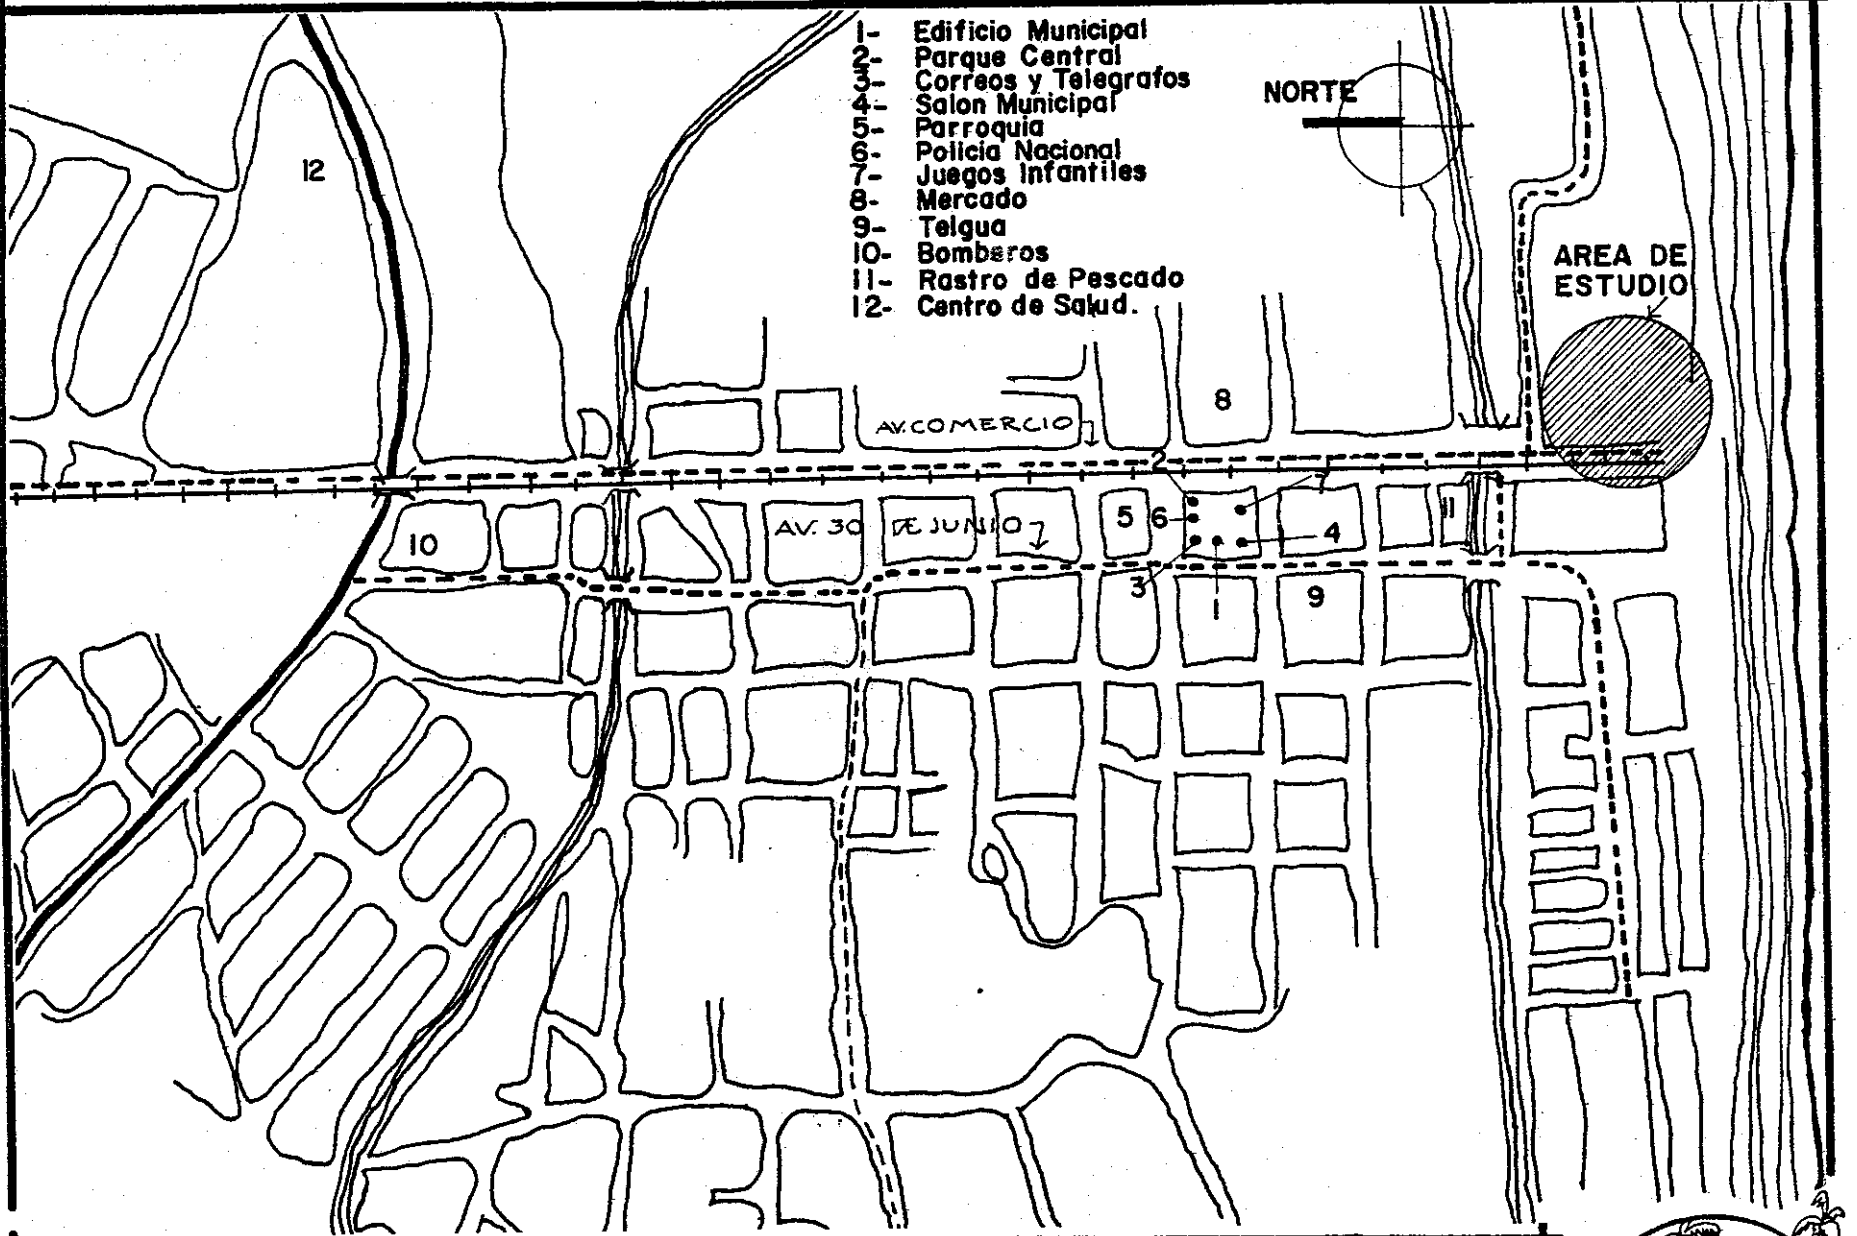 1- Edificio Municipal
2- Parque Central
3- Correos y Telegrafos
4- Salon Municipal
5- Parroquia
6- Policia Nacional
7- Juegos Infantiles
8- Mercado
9- Telgua
10- Bomberos
11- Rastro de Pescado
12- Centro de Salud.
NORTE
AREA DE
ESTUDIO
12
8
AV. COMERCIO
2
7
10
AV. 30 DE JUNIO
5
6
4
11
3
1
9